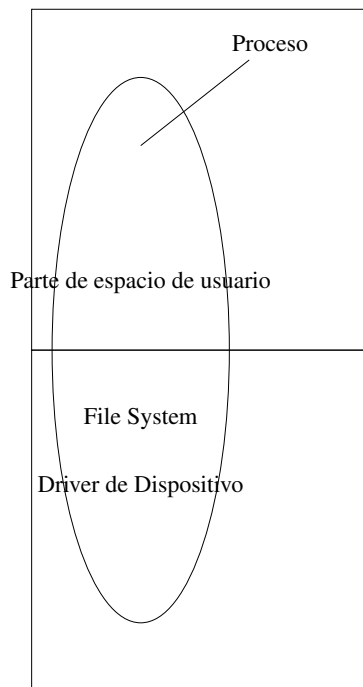 Proceso
Parte de espacio de usuario
File System
Driver de Dispositivo